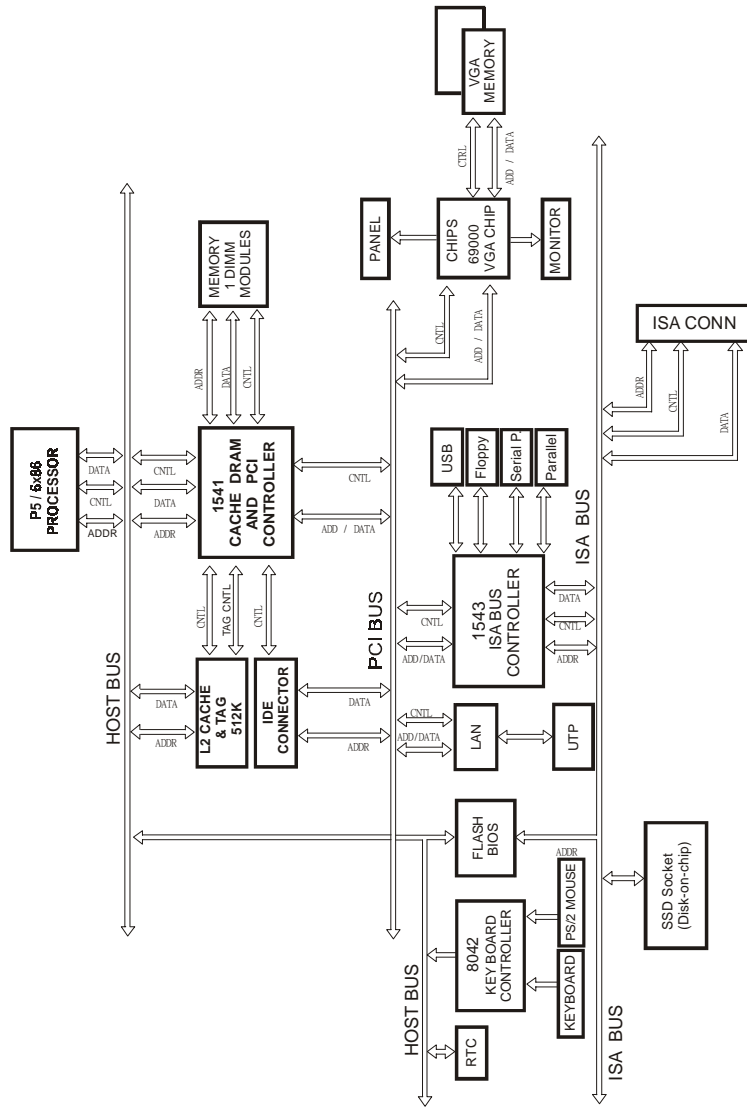 P5 / 6x86
PROCESSOR
ADDR
CNTL
DATA
HOST BUS
ADDR
DATA
ADDR
DATA
CNTL
L2 CACHE
& TAG
512K
CNTL
TAG CNTL
1541
CACHE DRAM
AND PCI
CONTROLLER
ADDR
DATA
CNTL
MEMORY
1 DIMM
MODULES
IDE
CONNECTOR
CNTL
ADDR
DATA
ADD / DATA
CNTL
PCI BUS
PANEL
CHIPS
69000
VGA CHIP
CTRL
ADD / DATA
VGA
MEMORY
MONITOR
CNTL
ADD / DATA
HOST BUS
RTC
8042
KEY BOARD
CONTROLLER
KEYBOARD
PS/2 MOUSE
FLASH
BIOS
ADDR
ADD/DATA
CNTL
LAN
UTP
ADD/DATA
CNTL
1543
ISA BUS
CONTROLLER
USB
Floppy
Serial P.
Parallel
ADDR
CNTL
DATA
ISA BUS
ISA BUS
SSD Socket
(Disk-on-chip)
ADDR
CNTL
DATA
ISA CONN